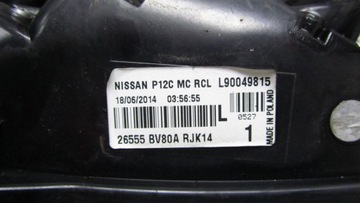 NISSAN P12C MC RCL L90049815
18/06/2014 03:56:55
L
0527
26555 BV80A RJK14
1
MADE IN POLAND